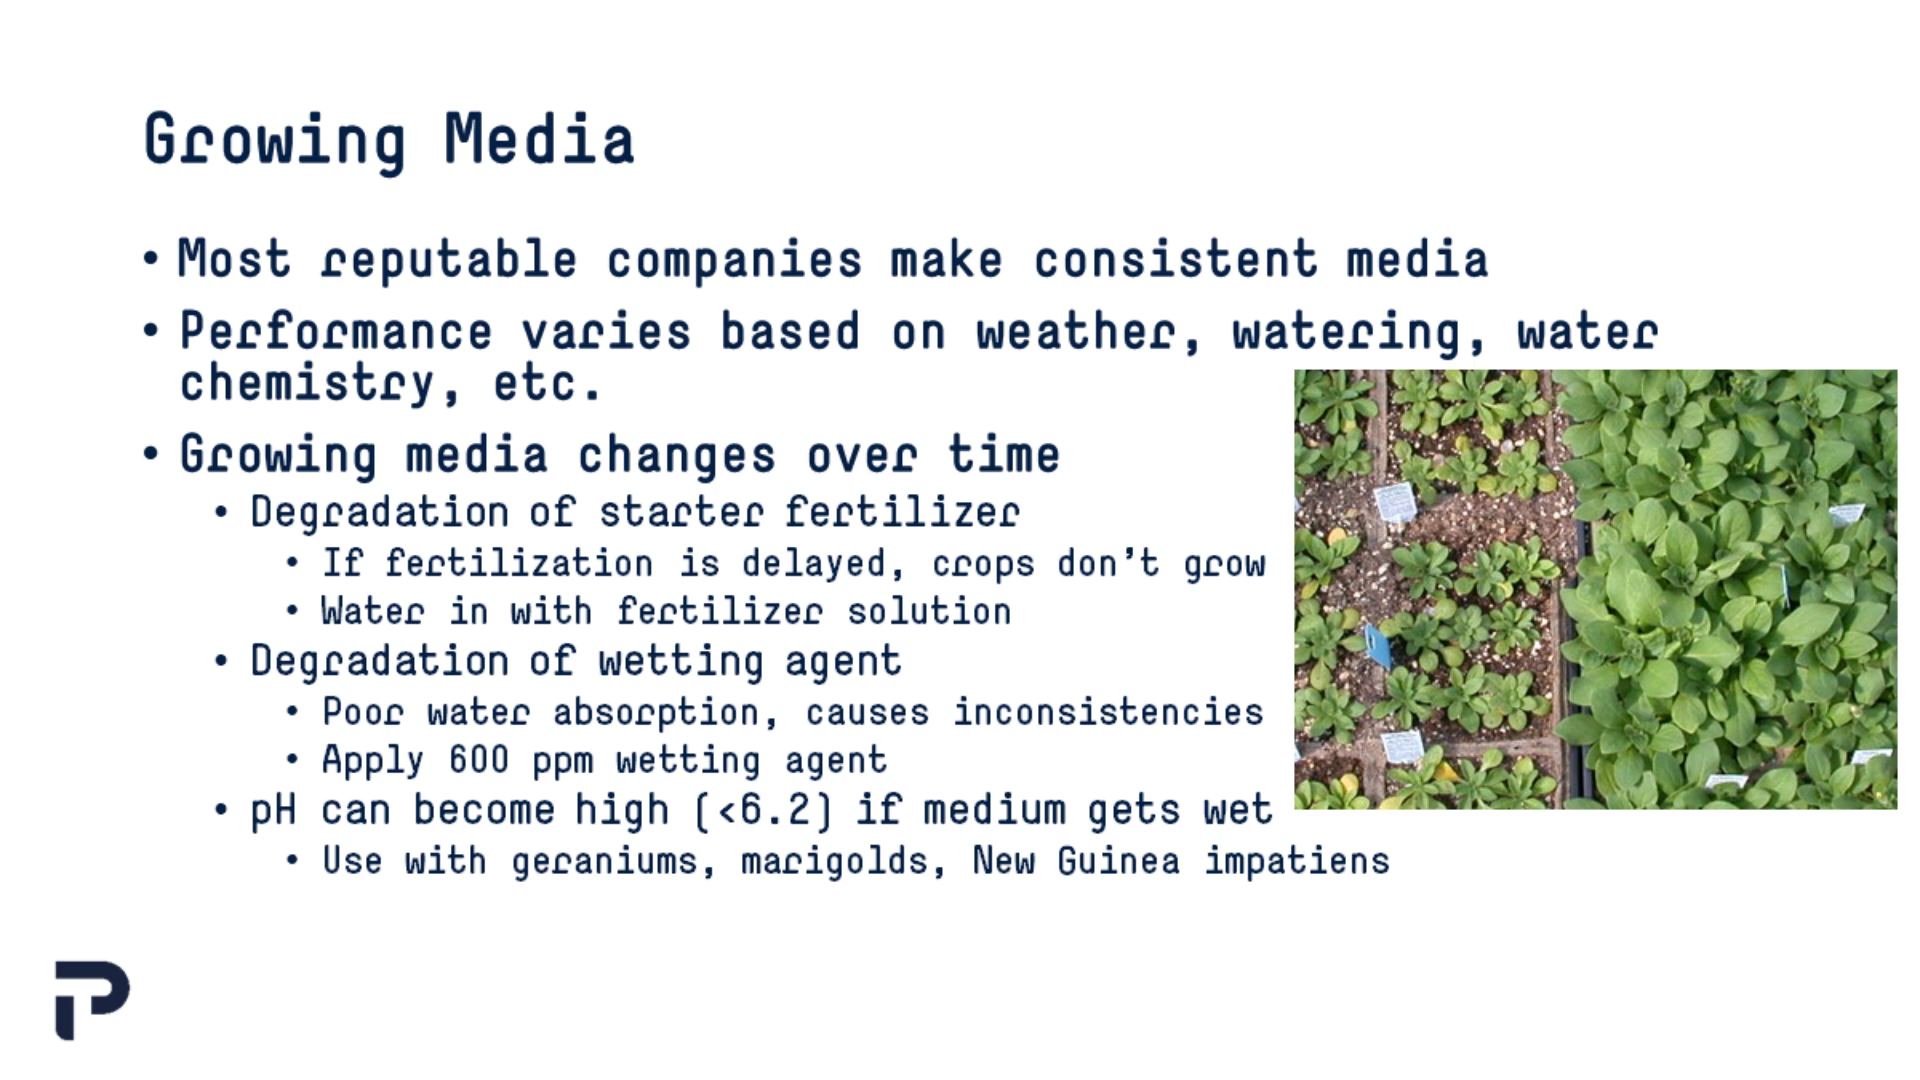 Growing Media
• Most reputable companies make consistent media
• Performance varies based on weather, watering, water
chemistry, etc.
• Growing media changes over time
• Degradation of starter fertilizer
• If fertilization is delayed, crops don’t grow
• Water in with fertilizer solution
• Degradation of wetting agent
• Poor water absorption, causes inconsistencies
• Apply 600 ppm wetting agent
• pH can become high (<6.2) if medium gets wet
• Use with geraniums, marigolds, New Guinea impatiens